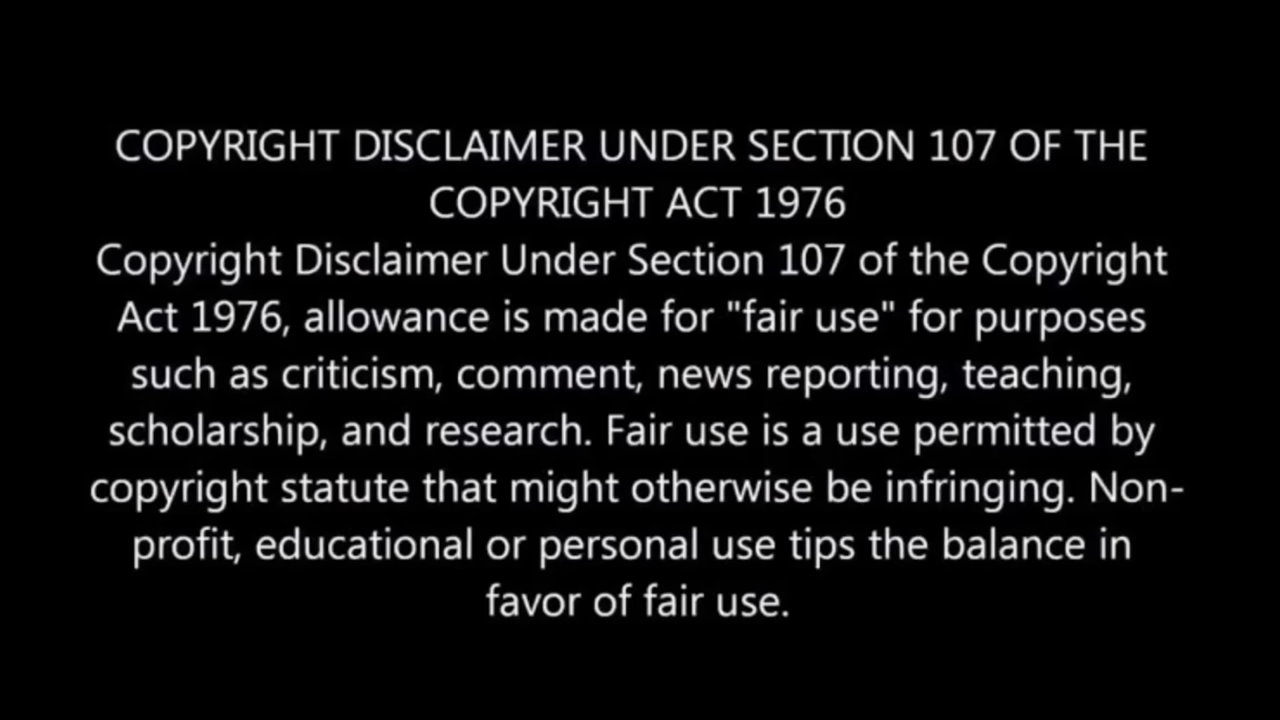 COPYRIGHT DISCLAIMER UNDER SECTION 107 OF THE
COPYRIGHT ACT 1976
Copyright Disclaimer Under Section 107 of the Copyright
Act 1976, allowance is made for "fair use" for purposes
such as criticism, comment, news reporting, teaching,
scholarship, and research. Fair use is a use permitted by
copyright statute that might otherwise be infringing. Non-
profit, educational or personal use tips the balance in
favor of fair use.